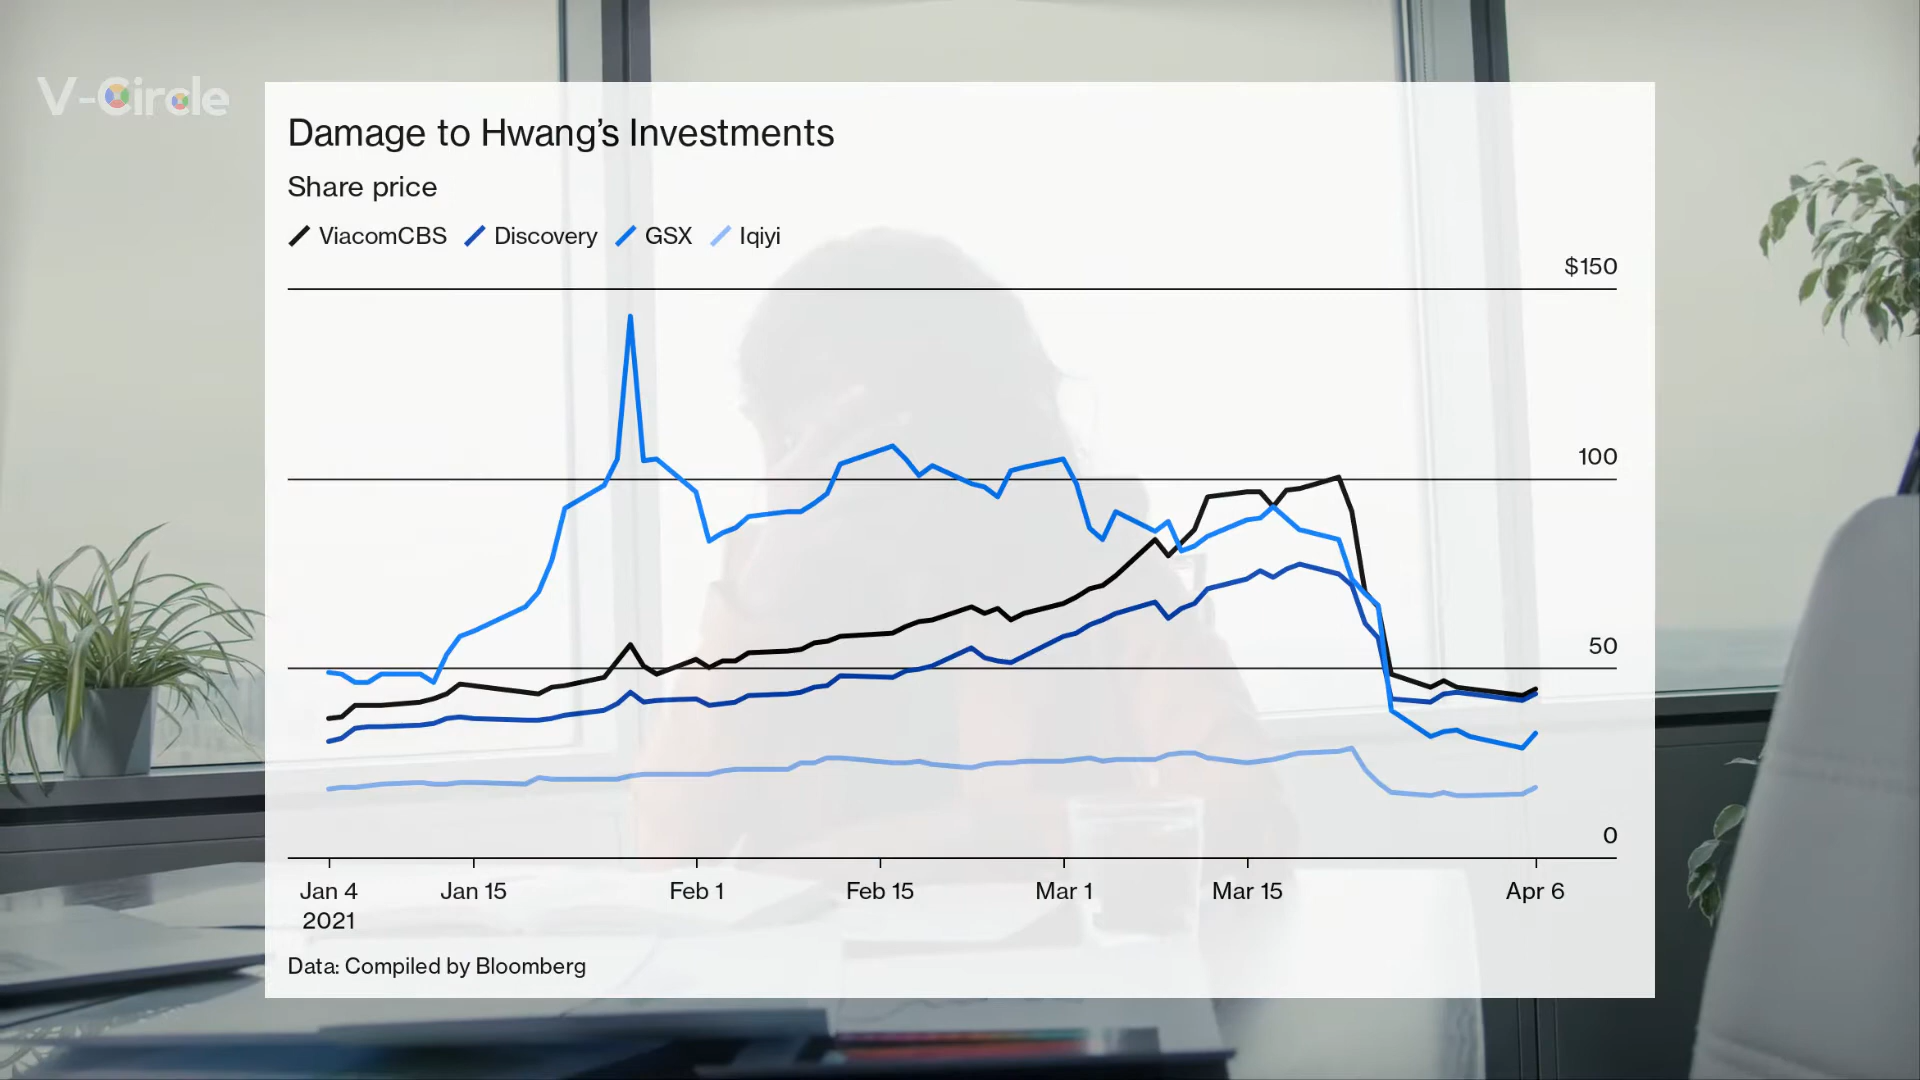 V-Circle
Damage to Hwang’s Investments
Share price
ViacomCBS Discovery GSX Iqiyi
$150
100
50
0
Jan 4 Jan 15 Feb 1 Feb 15 Mar 1 Mar 15 Apr 6
2021
Data: Compiled by Bloomberg